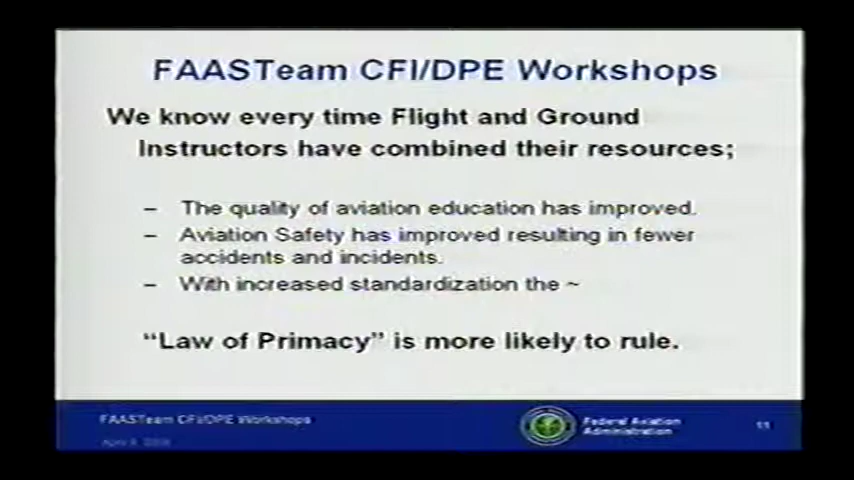 FAASTeam CFI/DPE Workshops
We know every time Flight and Ground
Instructors have combined their resources;
– The quality of aviation education has improved.
– Aviation Safety has improved resulting in fewer
accidents and incidents.
– With increased standardization the ~
“Law of Primacy” is more likely to rule.
FAASTeam CFI/DPE Workshops
Federal Aviation
Administration
11